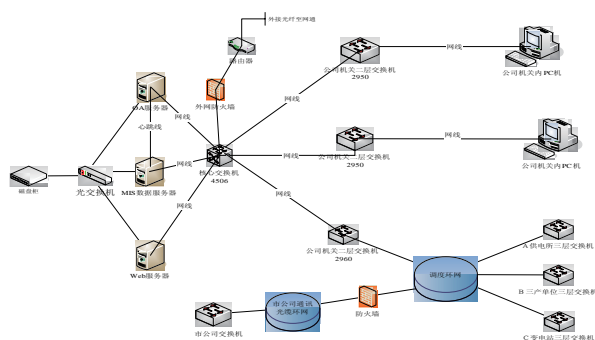 外接光纤至网通
路由器
公司机关二层交换机
2950
网线
公司机关内PC机
OA服务器
外网防火墙
网线
网线
心跳线
网线
公司机关二层交换机
2950
网线
公司机关内PC机
磁盘柜
光交换机
MIS数据服务器
网线
核心交换机
4506
网线
网线
Web服务器
公司机关二层交换机
2960
A供电所三层交换机
调度环网
B三产单位三层交换机
市公司通讯
光缆环网
防火墙
市公司交换机
C变电站三层交换机